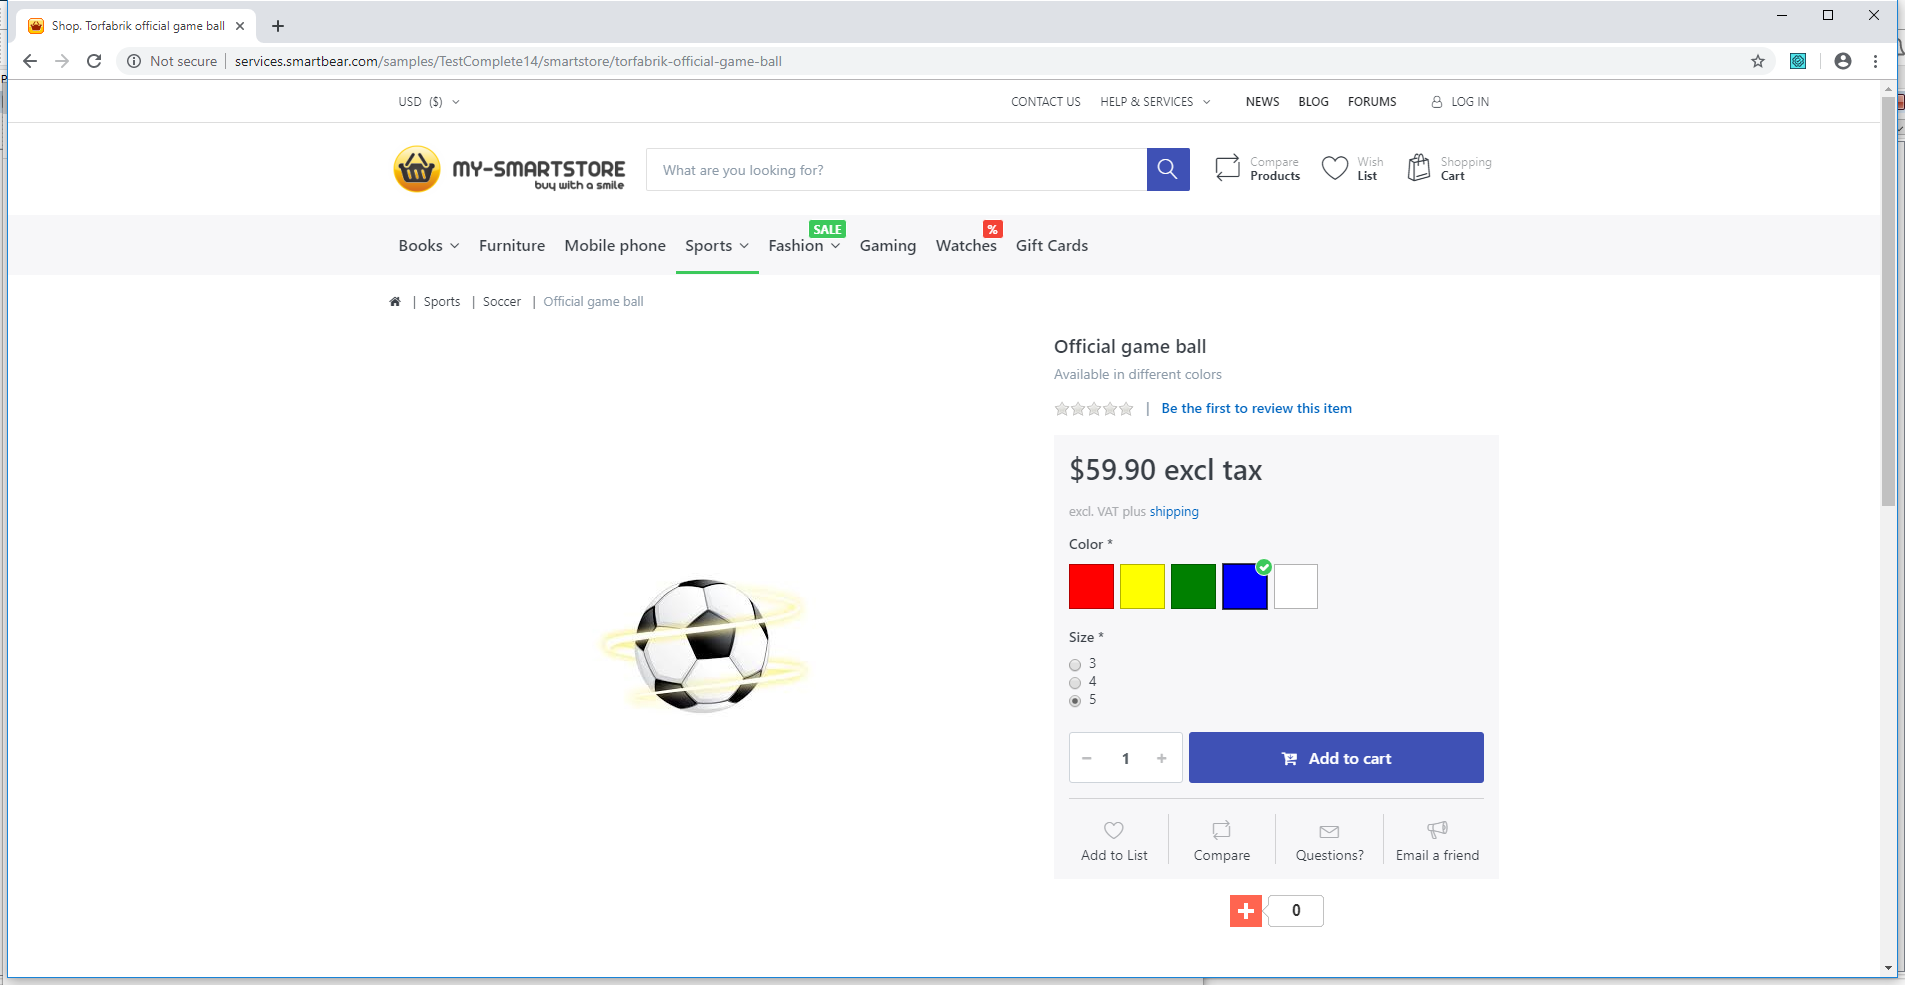 Shop. Torfabrik official game ball
Not secure | services.smartbear.com/samples/TestComplete14/smartstore/torfabrik-official-game-ball
USD ($) CONTACT US HELP & SERVICES NEWS BLOG FORUMS LOG IN
MY-SMARTSTORE
buy with a smile
What are you looking for?
Compare
Products
Wish
List
Shopping
Cart
SALE %
Books Furniture Mobile phone Sports Fashion Gaming Watches Gift Cards
| Sports | Soccer | Official game ball
Official game ball
Available in different colors
| Be the first to review this item
$59.90 excl tax
excl. VAT plus shipping
Color *
Size *
3
4
5
− 1 + Add to cart
Add to List Compare Questions? Email a friend
0